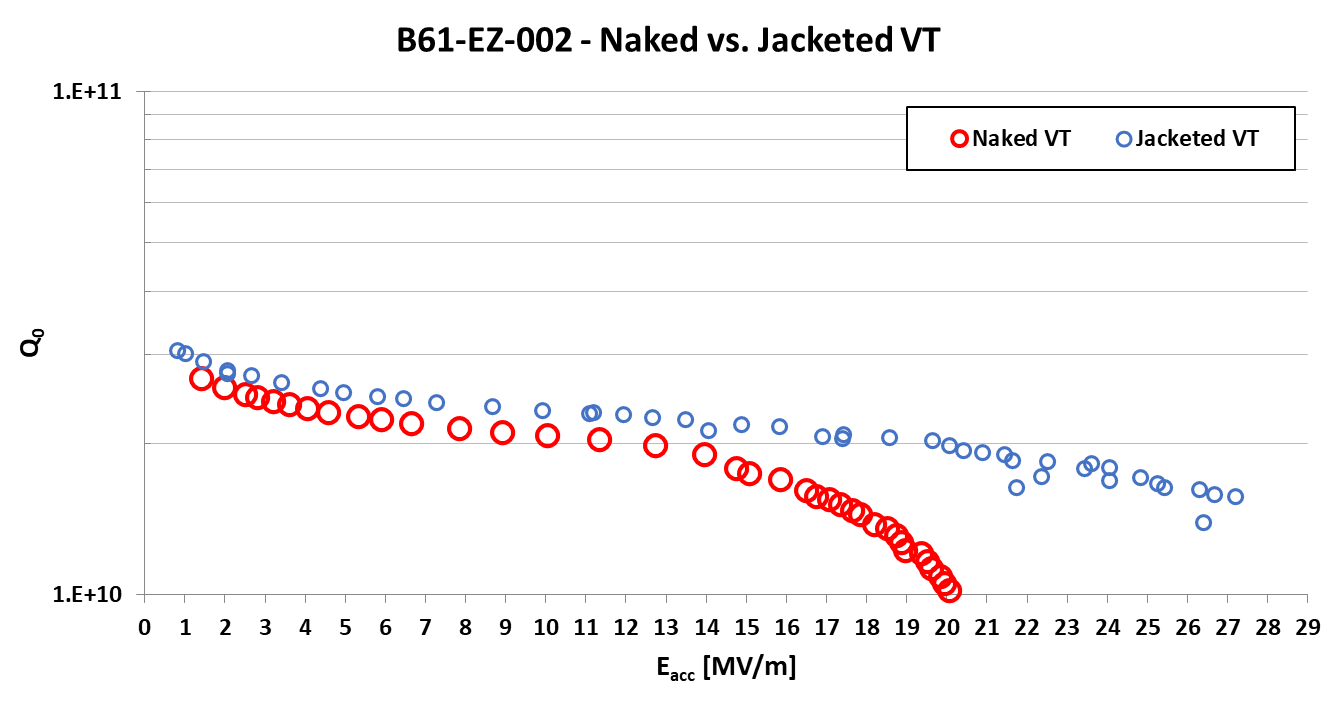 B61-EZ-002 - Naked vs. Jacketed VT
1.E+11
Naked VT Jacketed VT
Q0
1.E+10
0 1 2 3 4 5 6 7 8 9 10 11 12 13 14 15 16 17 18 19 20 21 22 23 24 25 26 27 28 29
Eacc [MV/m]